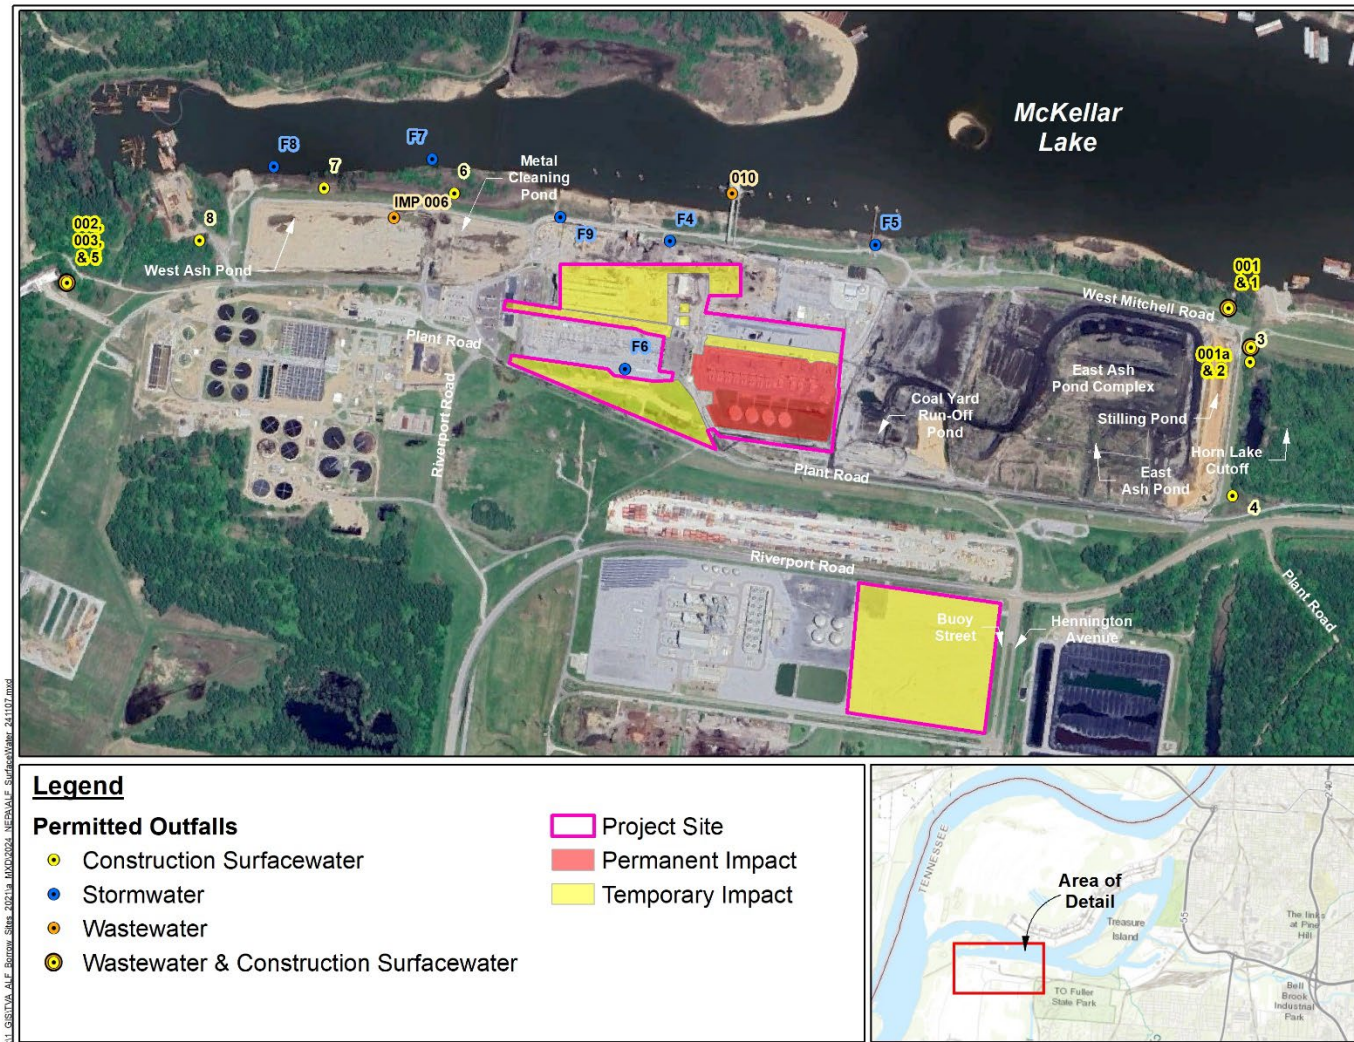 McKellar
Lake
F8
F7
7
6
Metal
Cleaning
Pond
IMP 006
010
8
F9
F4
F5
002,
003,
& 5
West Ash Pond
001
& 1
West Mitchell Road
3
Plant Road
F6
001a
& 2
East Ash
Pond Complex
Stilling Pond
Coal Yard
Run-Off
Pond
Riverport Road
Horn Lake
Cutoff
East
Ash Pond
Plant Road
4
Riverport Road
Plant Road
Buoy
Street
Hennington
Avenue
Legend
Permitted Outfalls
Construction Surfacewater
Stormwater
Wastewater
Wastewater & Construction Surfacewater
Project Site
Permanent Impact
Temporary Impact
TENNESSEE
240
Area of
Detail
55
Treasure
Island
The links
at Pine
Hill
TO Fuller
State Park
Bell
Brook
Industrial
Park